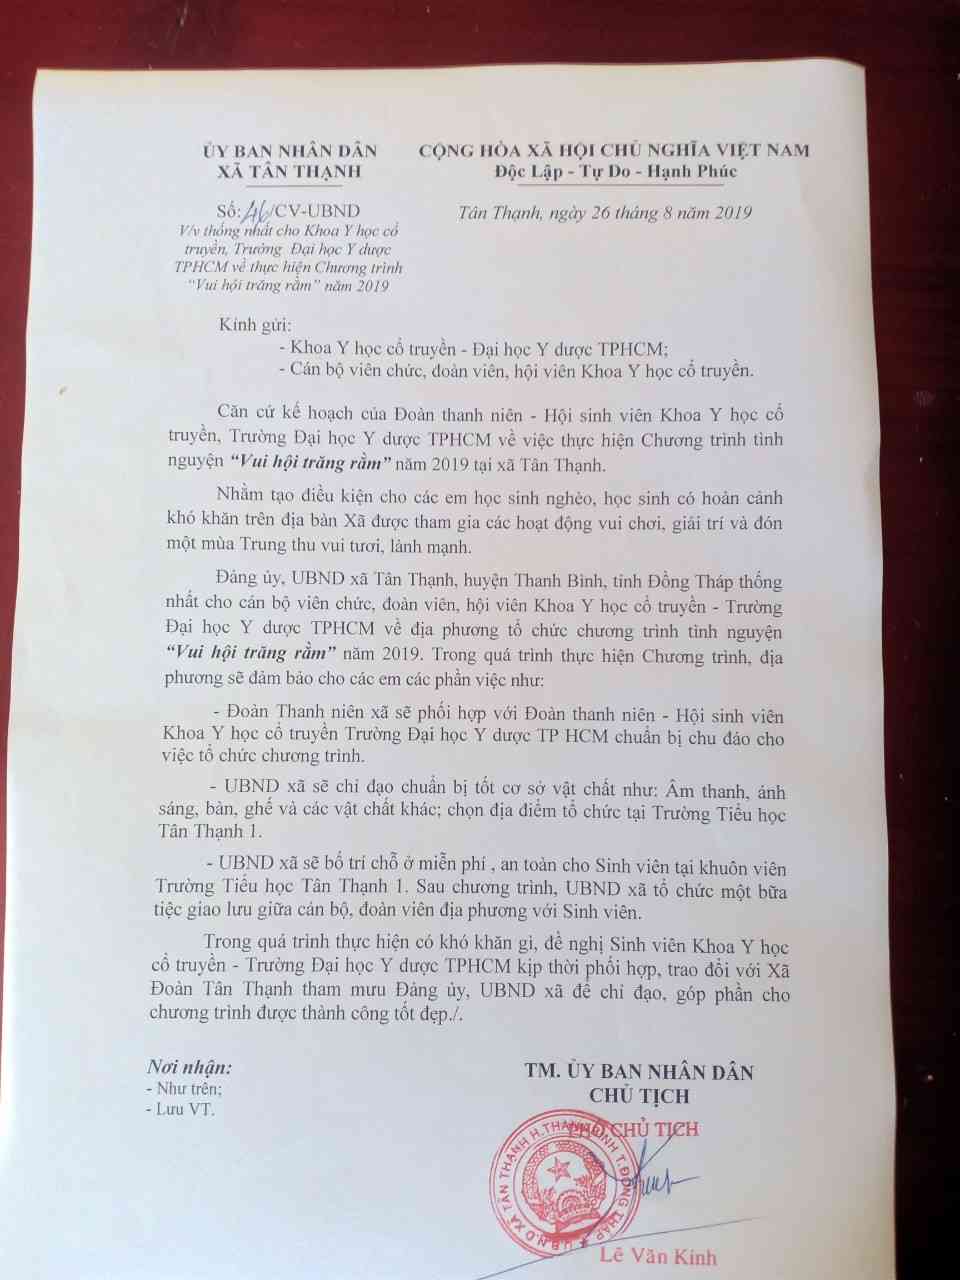 ỦY BAN NHÂN DÂN
XÃ TÂN THẠNH
CỘNG HÒA XÃ HỘI CHỦ NGHĨA VIỆT NAM
Độc Lập - Tự Do - Hạnh Phúc
Số: 46/CV-UBND
Tân Thạnh, ngày 26 tháng 8 năm 2019
V/v thống nhất cho Khoa Y học cổ
truyền, Trường Đại học Y dược
TPHCM về thực hiện Chương trình
“Vui hội trăng rằm” năm 2019
Kính gửi:
- Khoa Y học cổ truyền - Đại học Y dược TPHCM;
- Cán bộ viên chức, đoàn viên, hội viên Khoa Y học cổ truyền.
Căn cứ kế hoạch của Đoàn thanh niên - Hội sinh viên Khoa Y học cổ
truyền, Trường Đại học Y dược TPHCM về việc thực hiện Chương trình tình
nguyện “Vui hội trăng rằm” năm 2019 tại xã Tân Thạnh.
Nhằm tạo điều kiện cho các em học sinh nghèo, học sinh có hoàn cảnh
khó khăn trên địa bàn Xã được tham gia các hoạt động vui chơi, giải trí và đón
một mùa Trung thu vui tươi, lành mạnh.
Đảng ủy, UBND xã Tân Thạnh, huyện Thanh Bình, tỉnh Đồng Tháp thống
nhất cho cán bộ viên chức, đoàn viên, hội viên Khoa Y học cổ truyền - Trường
Đại học Y dược TPHCM về địa phương tổ chức chương trình tình nguyện
“Vui hội trăng rằm” năm 2019. Trong quá trình thực hiện Chương trình, địa
phương sẽ đảm bảo cho các em các phần việc như:
- Đoàn Thanh niên xã sẽ phối hợp với Đoàn thanh niên - Hội sinh viên
Khoa Y học cổ truyền Trường Đại học Y dược TP HCM chuẩn bị chu đáo cho
việc tổ chức chương trình.
- UBND xã sẽ chỉ đạo chuẩn bị tốt cơ sở vật chất như: Âm thanh, ánh
sáng, bàn, ghế và các vật chất khác; chọn địa điểm tổ chức tại Trường Tiểu học
Tân Thạnh 1.
- UBND xã sẽ bố trí chỗ ở miễn phí , an toàn cho Sinh viên tại khuôn viên
Trường Tiểu học Tân Thạnh 1. Sau chương trình, UBND xã tổ chức một bữa
tiệc giao lưu giữa cán bộ, đoàn viên địa phương với Sinh viên.
Trong quá trình thực hiện có khó khăn gì, đề nghị Sinh viên Khoa Y học
cổ truyền - Trường Đại học Y dược TPHCM kịp thời phối hợp, trao đổi với Xã
Đoàn Tân Thạnh tham mưu Đảng ủy, UBND xã để chỉ đạo, góp phần cho
chương trình được thành công tốt đẹp./.
Nơi nhận:
- Như trên;
- Lưu VT.
TM. ỦY BAN NHÂN DÂN
CHỦ TỊCH
PHÓ CHỦ TỊCH
U.B.N.D XÃ TÂN THẠNH H.THANH BÌNH T.ĐỒNG THÁP
Lê Văn Kính